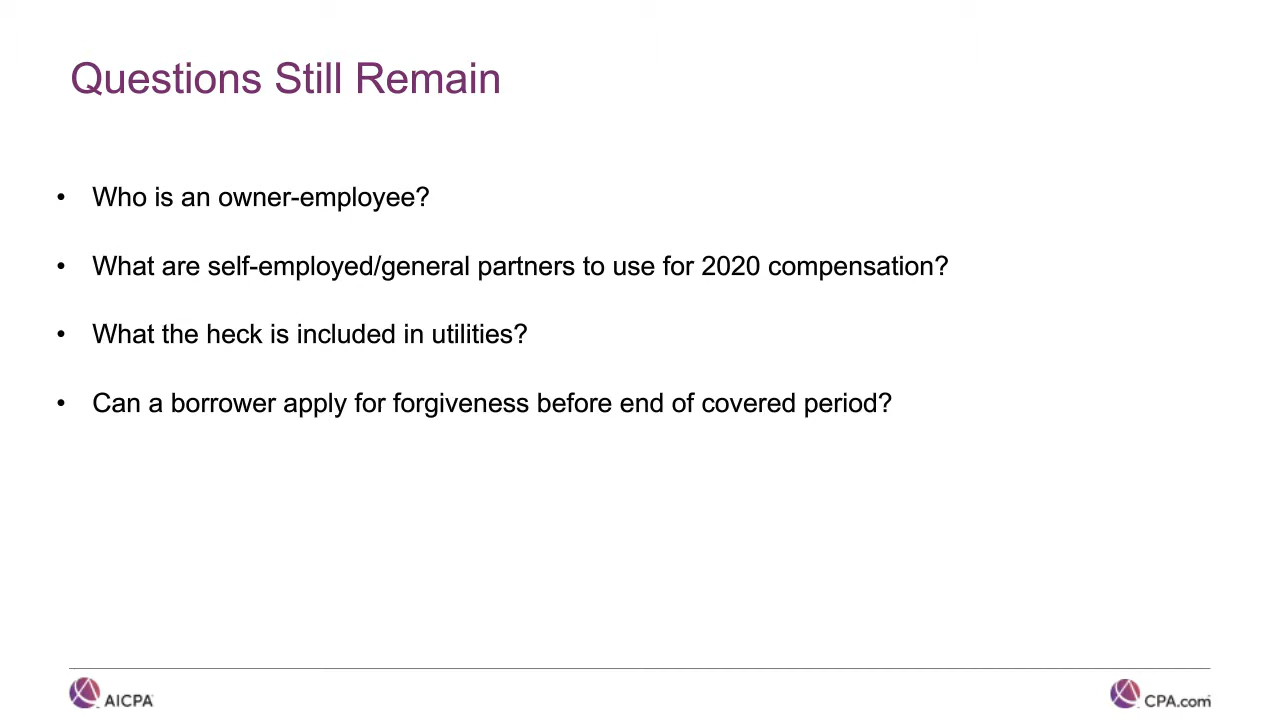 Questions Still Remain
• Who is an owner-employee?
• What are self-employed/general partners to use for 2020 compensation?
• What the heck is included in utilities?
• Can a borrower apply for forgiveness before end of covered period?
AICPA
CPA.com